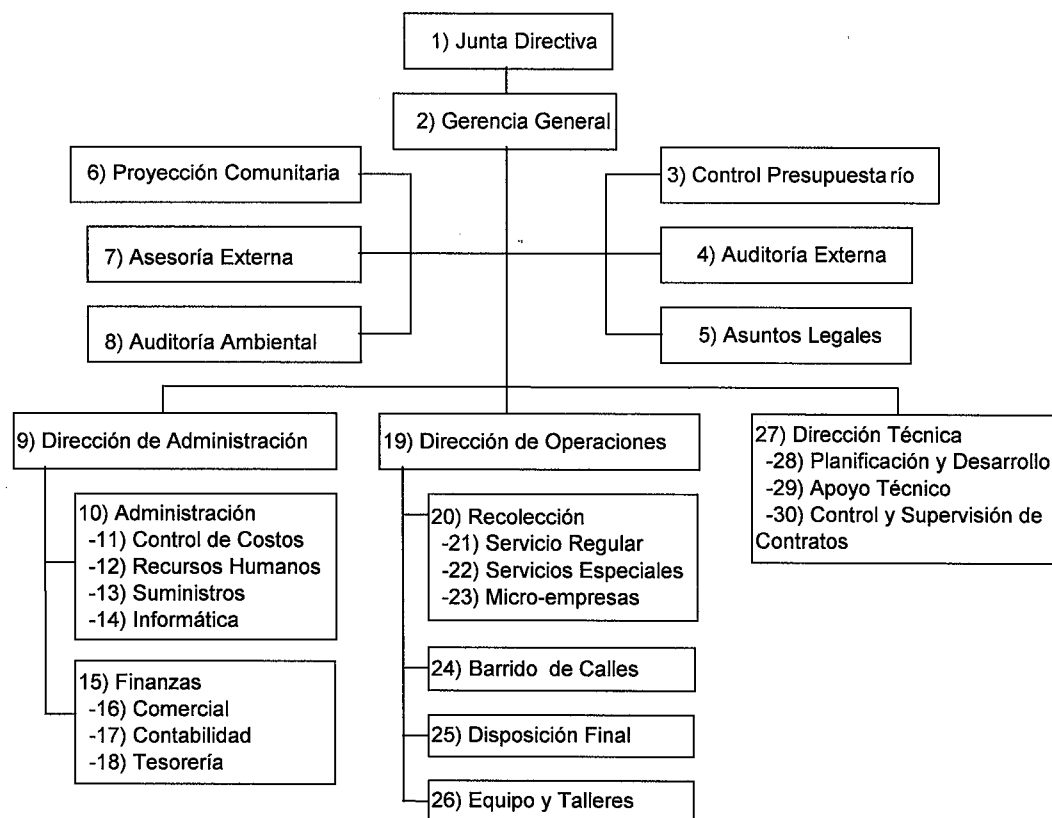 1) Junta Directiva
2) Gerencia General
6) Proyección Comunitaria
3) Control Presupuestarío
7) Asesoría Externa
4) Auditoría Externa
8) Auditoría Ambiental
5) Asuntos Legales
9) Dirección de Administración
10) Administración
-11) Control de Costos
-12) Recursos Humanos
-13) Suministros
-14) Informática
15) Finanzas
-16) Comercial
-17) Contabilidad
-18) Tesorería
19) Dirección de Operaciones
20) Recolección
-21) Servicio Regular
-22) Servicios Especiales
-23) Micro-empresas
24) Barrido de Calles
25) Disposición Final
26) Equipo y Talleres
27) Dirección Técnica
-28) Planificación y Desarrollo
-29) Apoyo Técnico
-30) Control y Supervisión de
Contratos